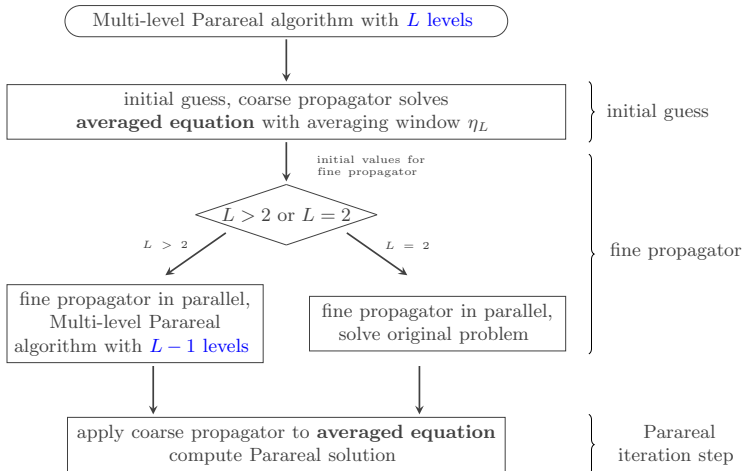 Multi-level Parareal algorithm with L levels
initial guess, coarse propagator solves
averaged equation with averaging window η_L
initial guess
initial values for
fine propagator
L > 2 or L = 2
L > 2
L = 2
fine propagator
fine propagator in parallel,
Multi-level Parareal
algorithm with L − 1 levels
fine propagator in parallel,
solve original problem
apply coarse propagator to averaged equation
compute Parareal solution
Parareal
iteration step